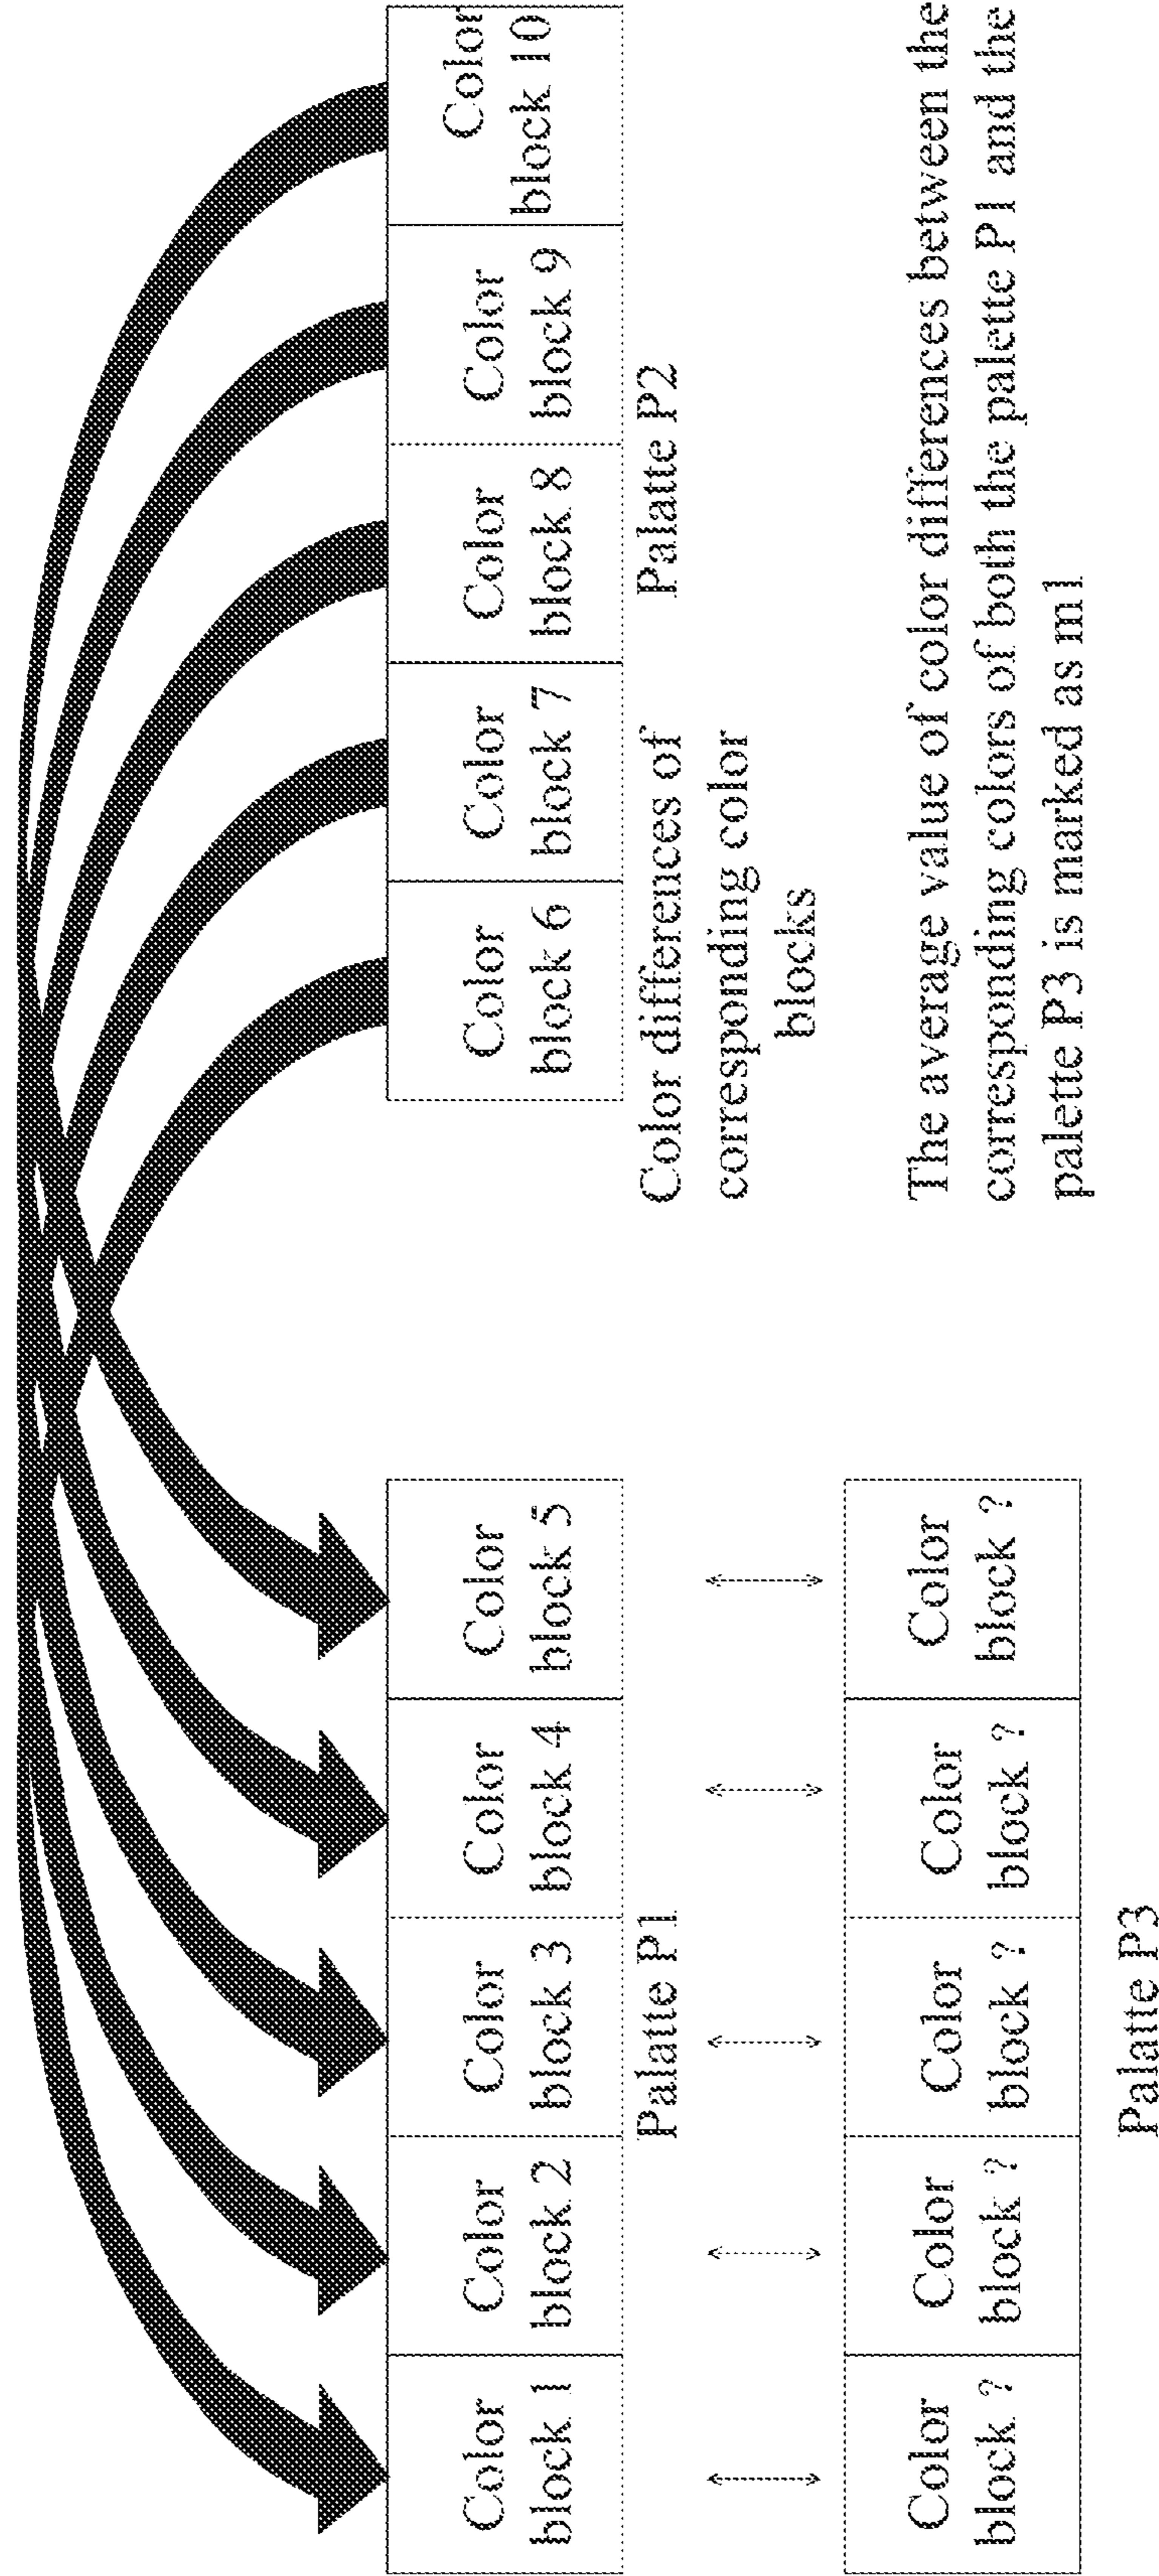 Color
block 1
Color
block 2
Color
block 3
Color
block 4
Color
block 5
Palatte P1
Color
block 6
Color
block 7
Color
block 8
Color
block 9
Color
block 10
Palatte P2
Color differences of
corresponding color
blocks
Color
block ?
Color
block ?
Color
block ?
Color
block ?
Color
block ?
Palatte P3
The average value of color differences between the
corresponding colors of both the palette P1 and the
palette P3 is marked as m1